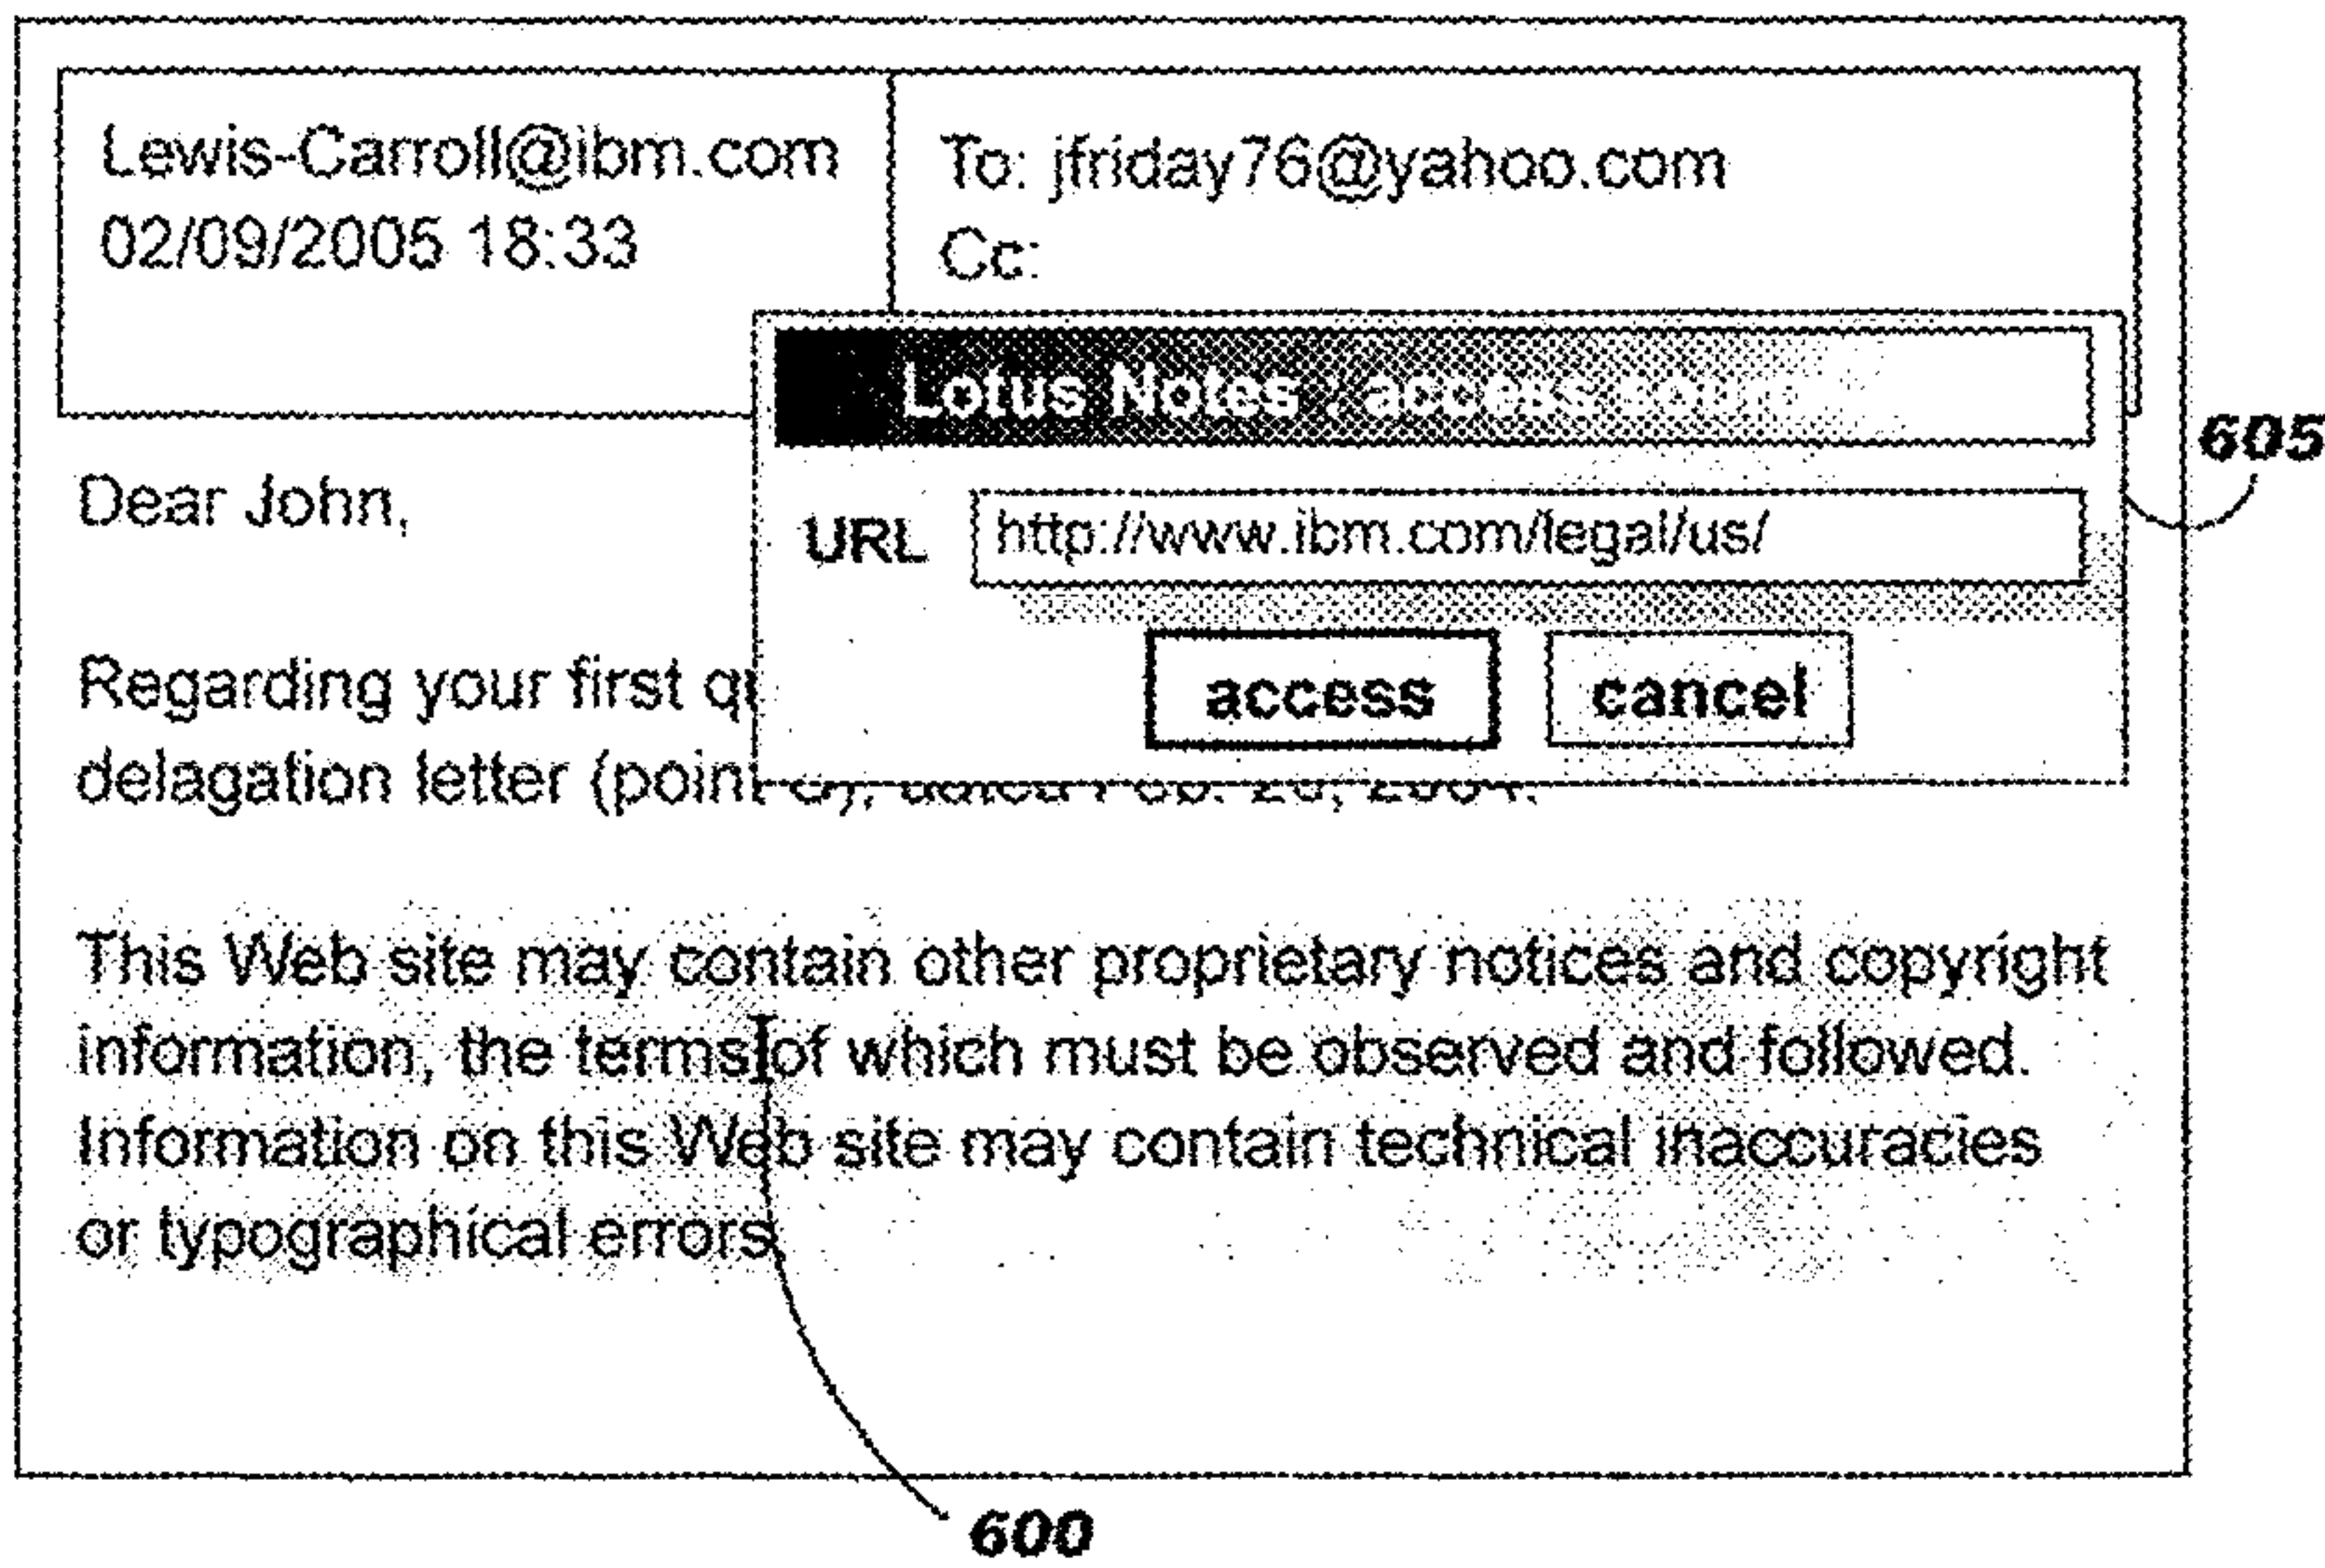 Lewis-Carroll@ibm.com
02/09/2005 18:33
To: jfriday76@yahoo.com
Cc:
Lotus Notes / access
605
URL http://www.ibm.com/legal/us/
access cancel
Dear John,
Regarding your first
delagation letter
This Web site may contain other proprietary notices and copyright
information, the terms of which must be observed and followed.
Information on this Web site may contain technical inaccuracies
or typographical errors
600